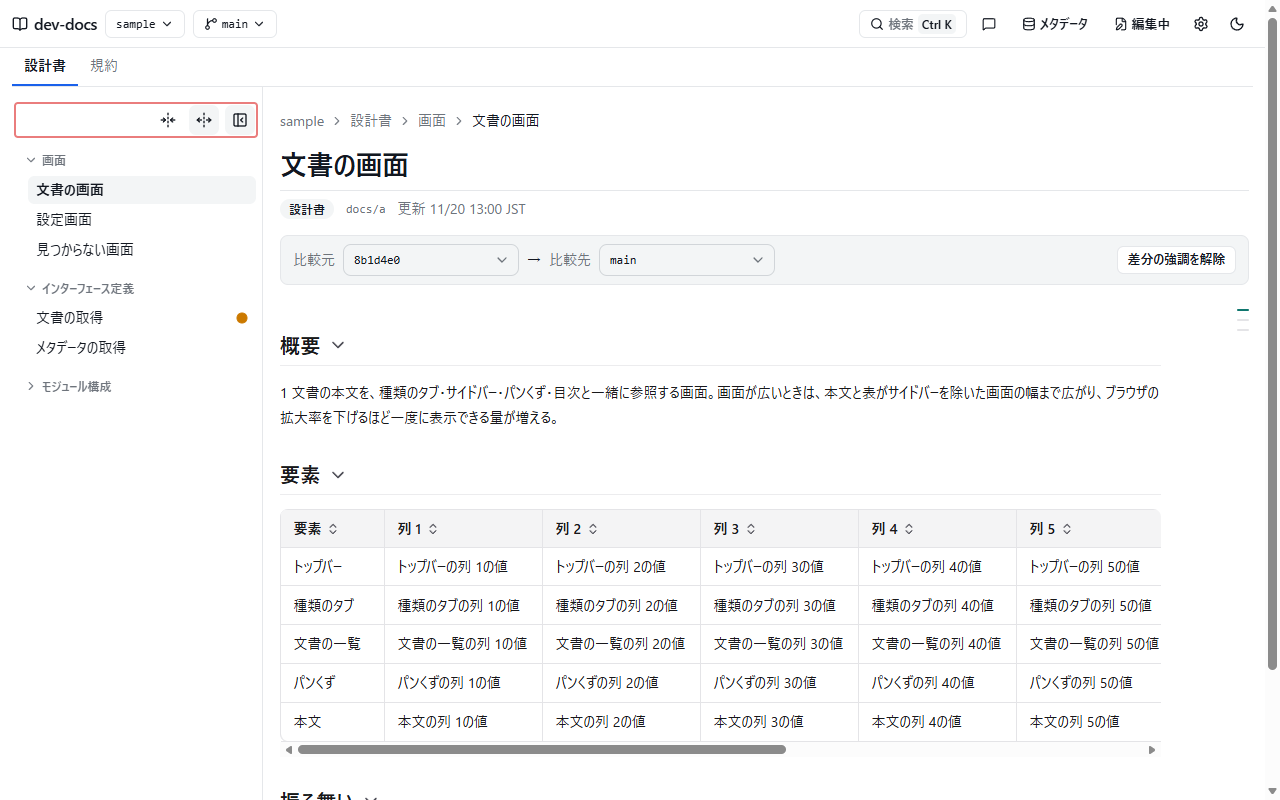 dev-docs sample main 検索 Ctrl K メタデータ 編集中
設計書 規約
画面
文書の画面
設定画面
見つからない画面
インターフェース定義
文書の取得
メタデータの取得
モジュール構成
sample > 設計書 > 画面 > 文書の画面
文書の画面
設計書 docs/a 更新 11/20 13:00 JST
比較元 8b1d4e0 → 比較先 main 差分の強調を解除
概要
1 文書の本文を、種類のタブ・サイドバー・パンくず・目次と一緒に参照する画面。画面が広いときは、本文と表がサイドバーを除いた画面の幅まで広がり、ブラウザの
拡大率を下げるほど一度に表示できる量が増える。
要素
要素 列 1 列 2 列 3 列 4 列 5
トップバー トップバーの列 1の値 トップバーの列 2の値 トップバーの列 3の値 トップバーの列 4の値 トップバーの列 5の値
種類のタブ 種類のタブの列 1の値 種類のタブの列 2の値 種類のタブの列 3の値 種類のタブの列 4の値 種類のタブの列 5の値
文書の一覧 文書の一覧の列 1の値 文書の一覧の列 2の値 文書の一覧の列 3の値 文書の一覧の列 4の値 文書の一覧の列 5の値
パンくず パンくずの列 1の値 パンくずの列 2の値 パンくずの列 3の値 パンくずの列 4の値 パンくずの列 5の値
本文 本文の列 1の値 本文の列 2の値 本文の列 3の値 本文の列 4の値 本文の列 5の値
振る舞い